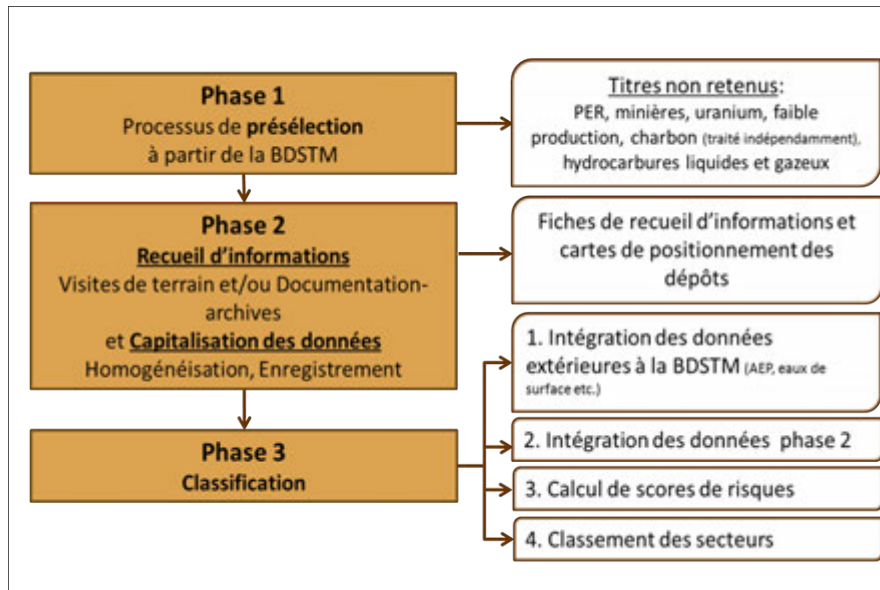 Phase 1
Processus de présélection
à partir de la BDSTM
Titres non retenus:
PER, minières, uranium, faible
production, charbon (traité indépendamment),
hydrocarbures liquides et gazeux
Phase 2
Recueil d'informations
Visites de terrain et/ou Documentation-
archives
et Capitalisation des données
Homogénéisation, Enregistrement
Fiches de recueil d'informations et
cartes de positionnement des
dépôts
Phase 3
Classification
1. Intégration des données
extérieures à la BDSTM (AEP, eaux de
surface etc.)
2. Intégration des données phase 2
3. Calcul de scores de risques
4. Classement des secteurs